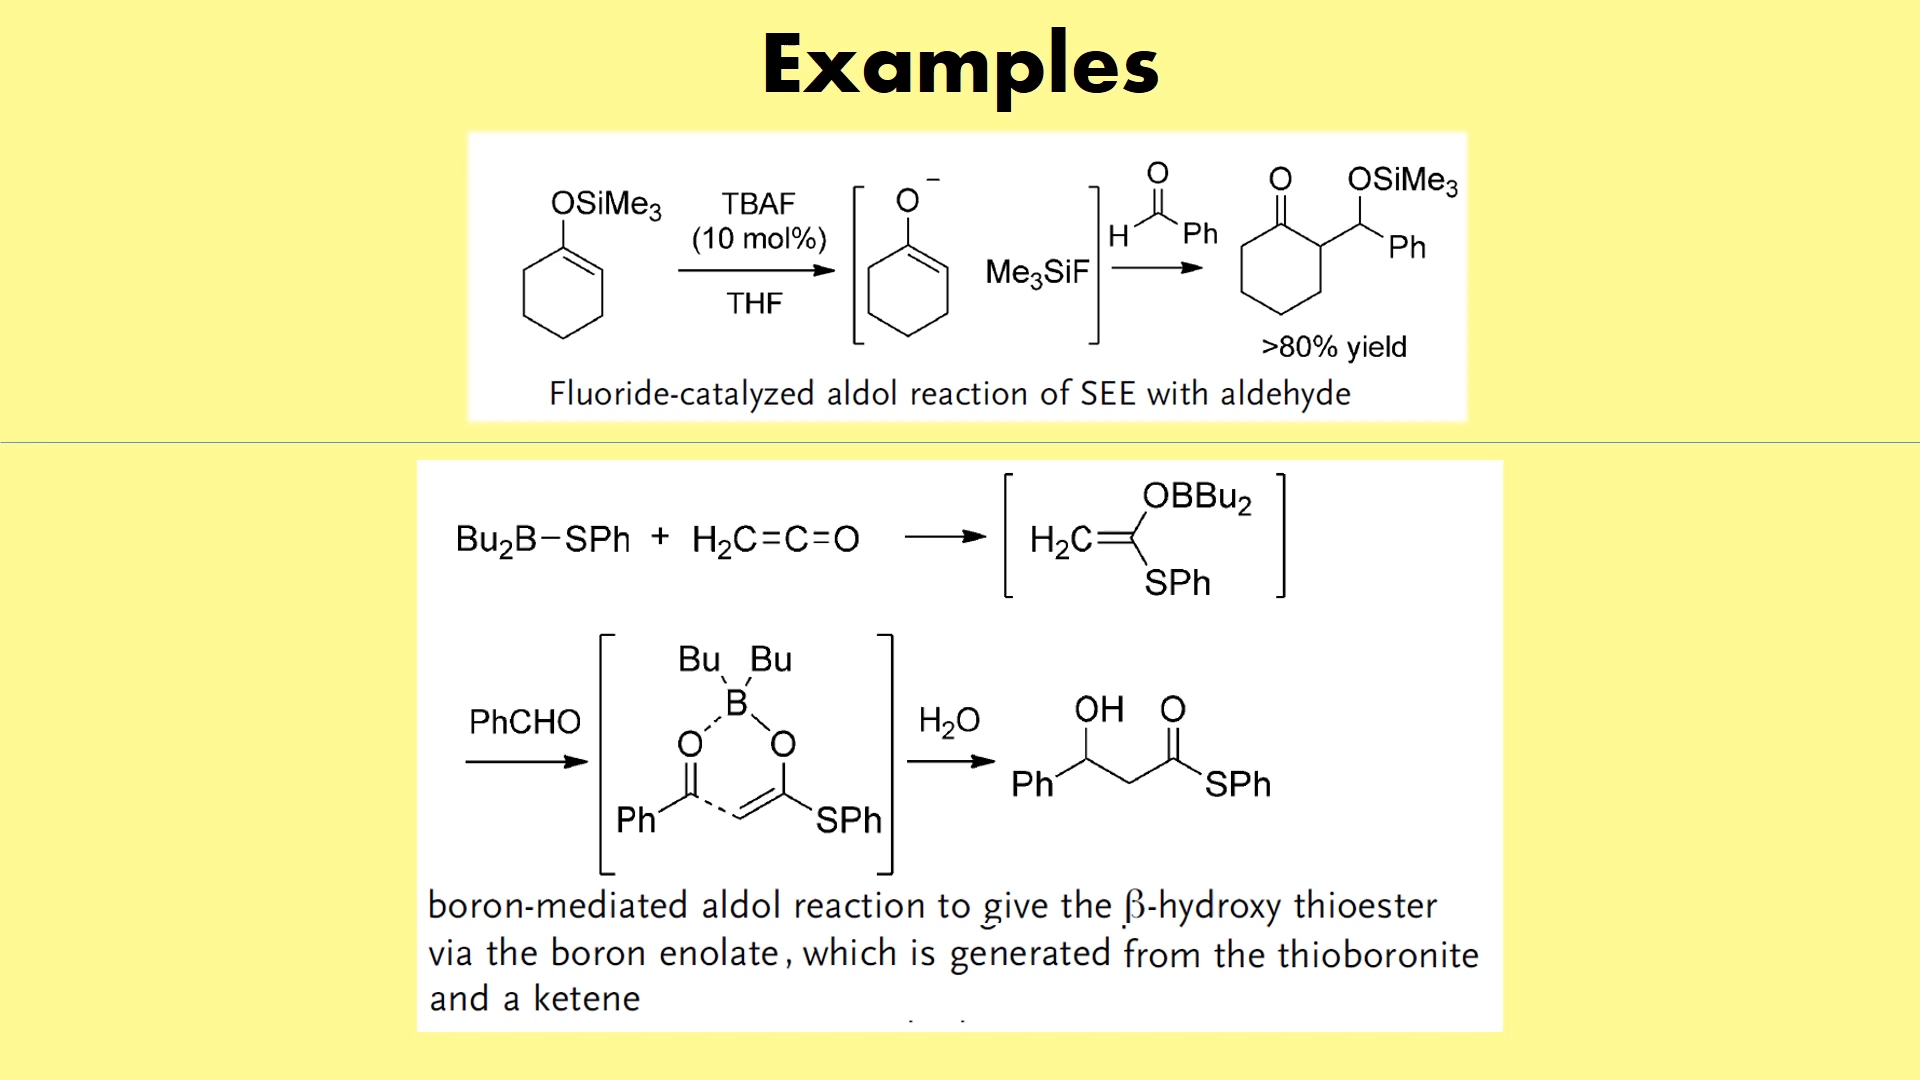 Examples
OSiMe3
TBAF
(10 mol%)
THF
O−
Me3SiF
O
H
Ph
O
OSiMe3
Ph
>80% yield
Fluoride-catalyzed aldol reaction of SEE with aldehyde
Bu2B–SPh + H2C=C=O
H2C
OBBu2
SPh
PhCHO
Bu Bu
B
O O
Ph
SPh
H2O
OH O
Ph
SPh
boron-mediated aldol reaction to give the β-hydroxy thioester
via the boron enolate, which is generated from the thioboronite
and a ketene